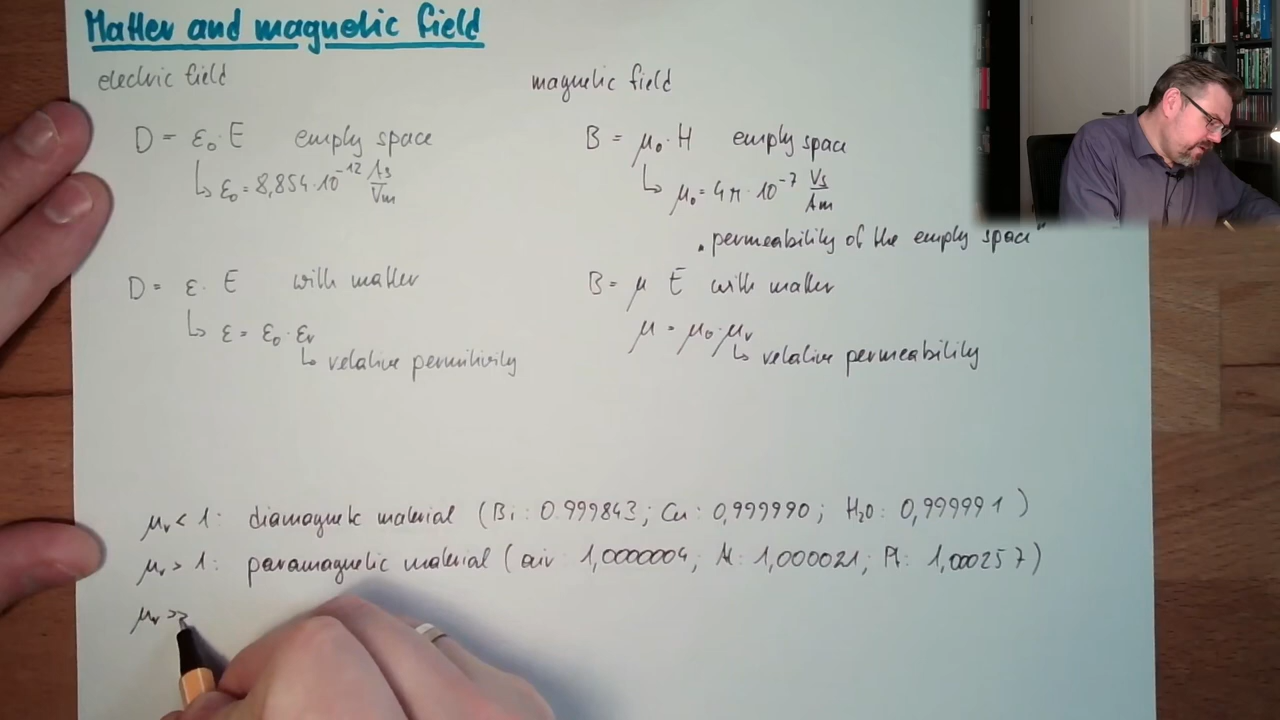 Matter and magnetic field
electric field
magnetic field
D = ε₀ · E empty space
B = μ₀ · H empty space
↳ ε₀ = 8,854·10⁻¹² As/Vm
↳ μ₀ = 4π · 10⁻⁷ Vs/Am
„permeability of the empty space"
D = ε · E with matter
B = μ E with matter
↳ ε = ε₀ · εr
μ = μ₀ · μr
↳ relative permitivity
↳ relative permeability
μr < 1: diamagnetic material (Bi: 0.999843; Cu: 0,999990; H₂O: 0,999991)
μr > 1: paramagnetic material (air: 1,0000004; Al: 1,000021; Pt: 1,000257)
μr >>